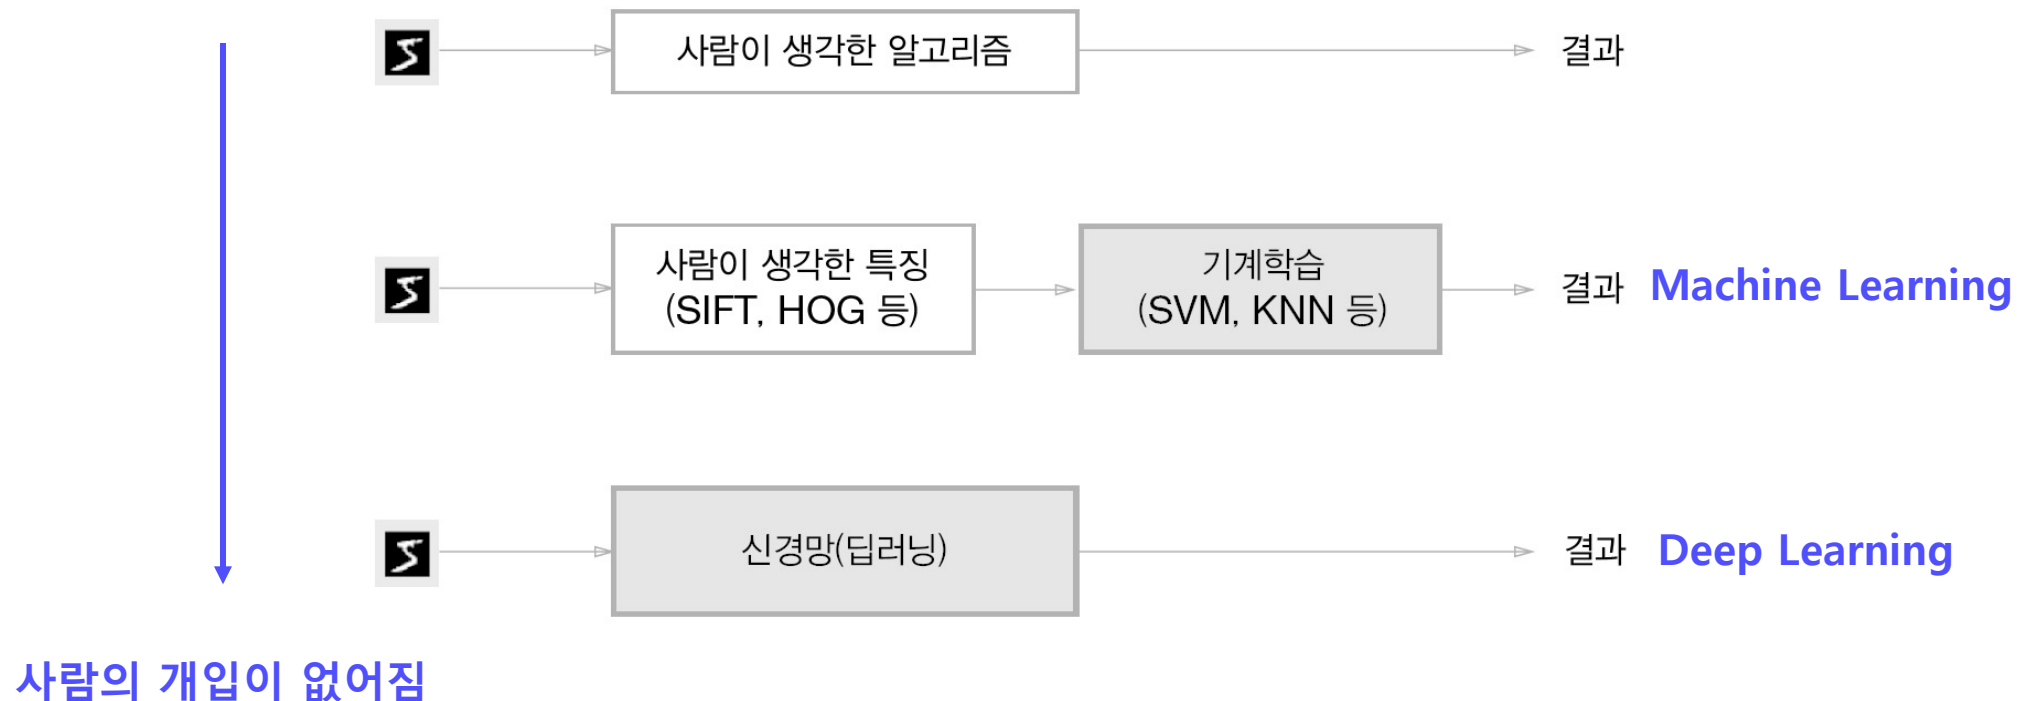 사람이 생각한 알고리즘
결과
사람이 생각한 특징
(SIFT, HOG 등)
기계학습
(SVM, KNN 등)
결과
Machine Learning
신경망(딥러닝)
결과
Deep Learning
사람의 개입이 없어짐